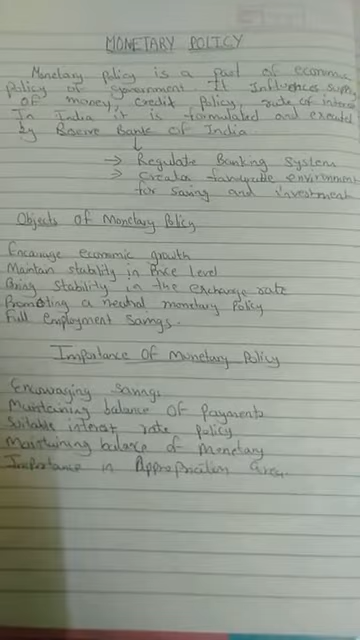 MONETARY POLICY
Monetary policy is a part of economic
Policy of government It Influences supply
of money, credit Policy, rate of interes
In India it is formulated and executed
by Reserve Bank of India
→ Regulate Banking System
→ Creates favourable environment
for saving and investment
Objects of Monetary Policy
Encourage economic growth
Maintain stability in Price Level
Bring stability in the exchange rate
Promoting a neutral monetary Policy
Full Employment Savings.
Importance of Monetary Policy
Encouraging Savings
Maintaining balance of payments
Suitable interest rate policy
Maintaining balance of Monetary
Importance in Area.